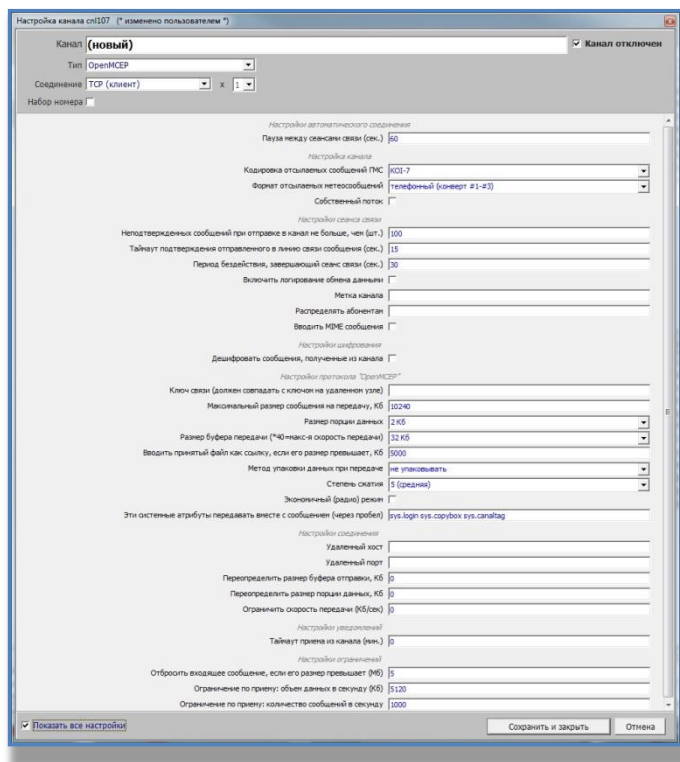 Настройка канала cnl107 (* изменено пользователем *)
Канал (новый) Канал отключен
Тип OpenMCEP
Соединение TCP (клиент) x 1
Набор номера
Настройки автоматического соединения
Пауза между сеансами связи (сек.) 60
Настройка канала
Кодировка отсылаемых сообщений ГМС KOI-7
Формат отсылаемых метеосообщений телефонный (конверт #1-#3)
Собственный поток
Настройки сеанса связи
Неподтвержденных сообщений при отправке в канал не больше, чем (шт.) 100
Таймаут подтверждения отправленного в линию связи сообщения (сек.) 15
Период бездействия, завершающий сеанс связи (сек.) 30
Включить логирование обмена данными
Метка канала
Распределять абонентам
Вводить MIME сообщения
Настройки шифрования
Дешифровать сообщения, полученные из канала
Настройки протокола "OpenMCEP"
Ключ связи (должен совпадать с ключом на удаленном узле)
Максимальный размер сообщения на передачу, Кб 10240
Размер порции данных 2 Кб
Размер буфера передачи (*40=макс-я скорость передачи) 32 Кб
Вводить принятый файл как ссылку, если его размер превышает, Кб 5000
Метод упаковки данных при передаче не упаковывать
Степень сжатия 5 (средняя)
Экономичный (радио) режим
Эти системные атрибуты передавать вместе с сообщением (через пробел) sys.login sys.copybox sys.canaltag
Настройки соединения
Удаленный хост
Удаленный порт
Переопределить размер буфера отправки, Кб 0
Переопределить размер порции данных, Кб 0
Ограничить скорость передачи (Кб/сек) 0
Настройки уведомлений
Таймаут приема из канала (мин.) 0
Настройки ограничений
Отбросить входящее сообщение, если его размер превышает (Мб) 5
Ограничение по приему: объем данных в секунду (Кб) 5120
Ограничение по приему: количество сообщений в секунду 1000
Показать все настройки Сохранить и закрыть Отмена